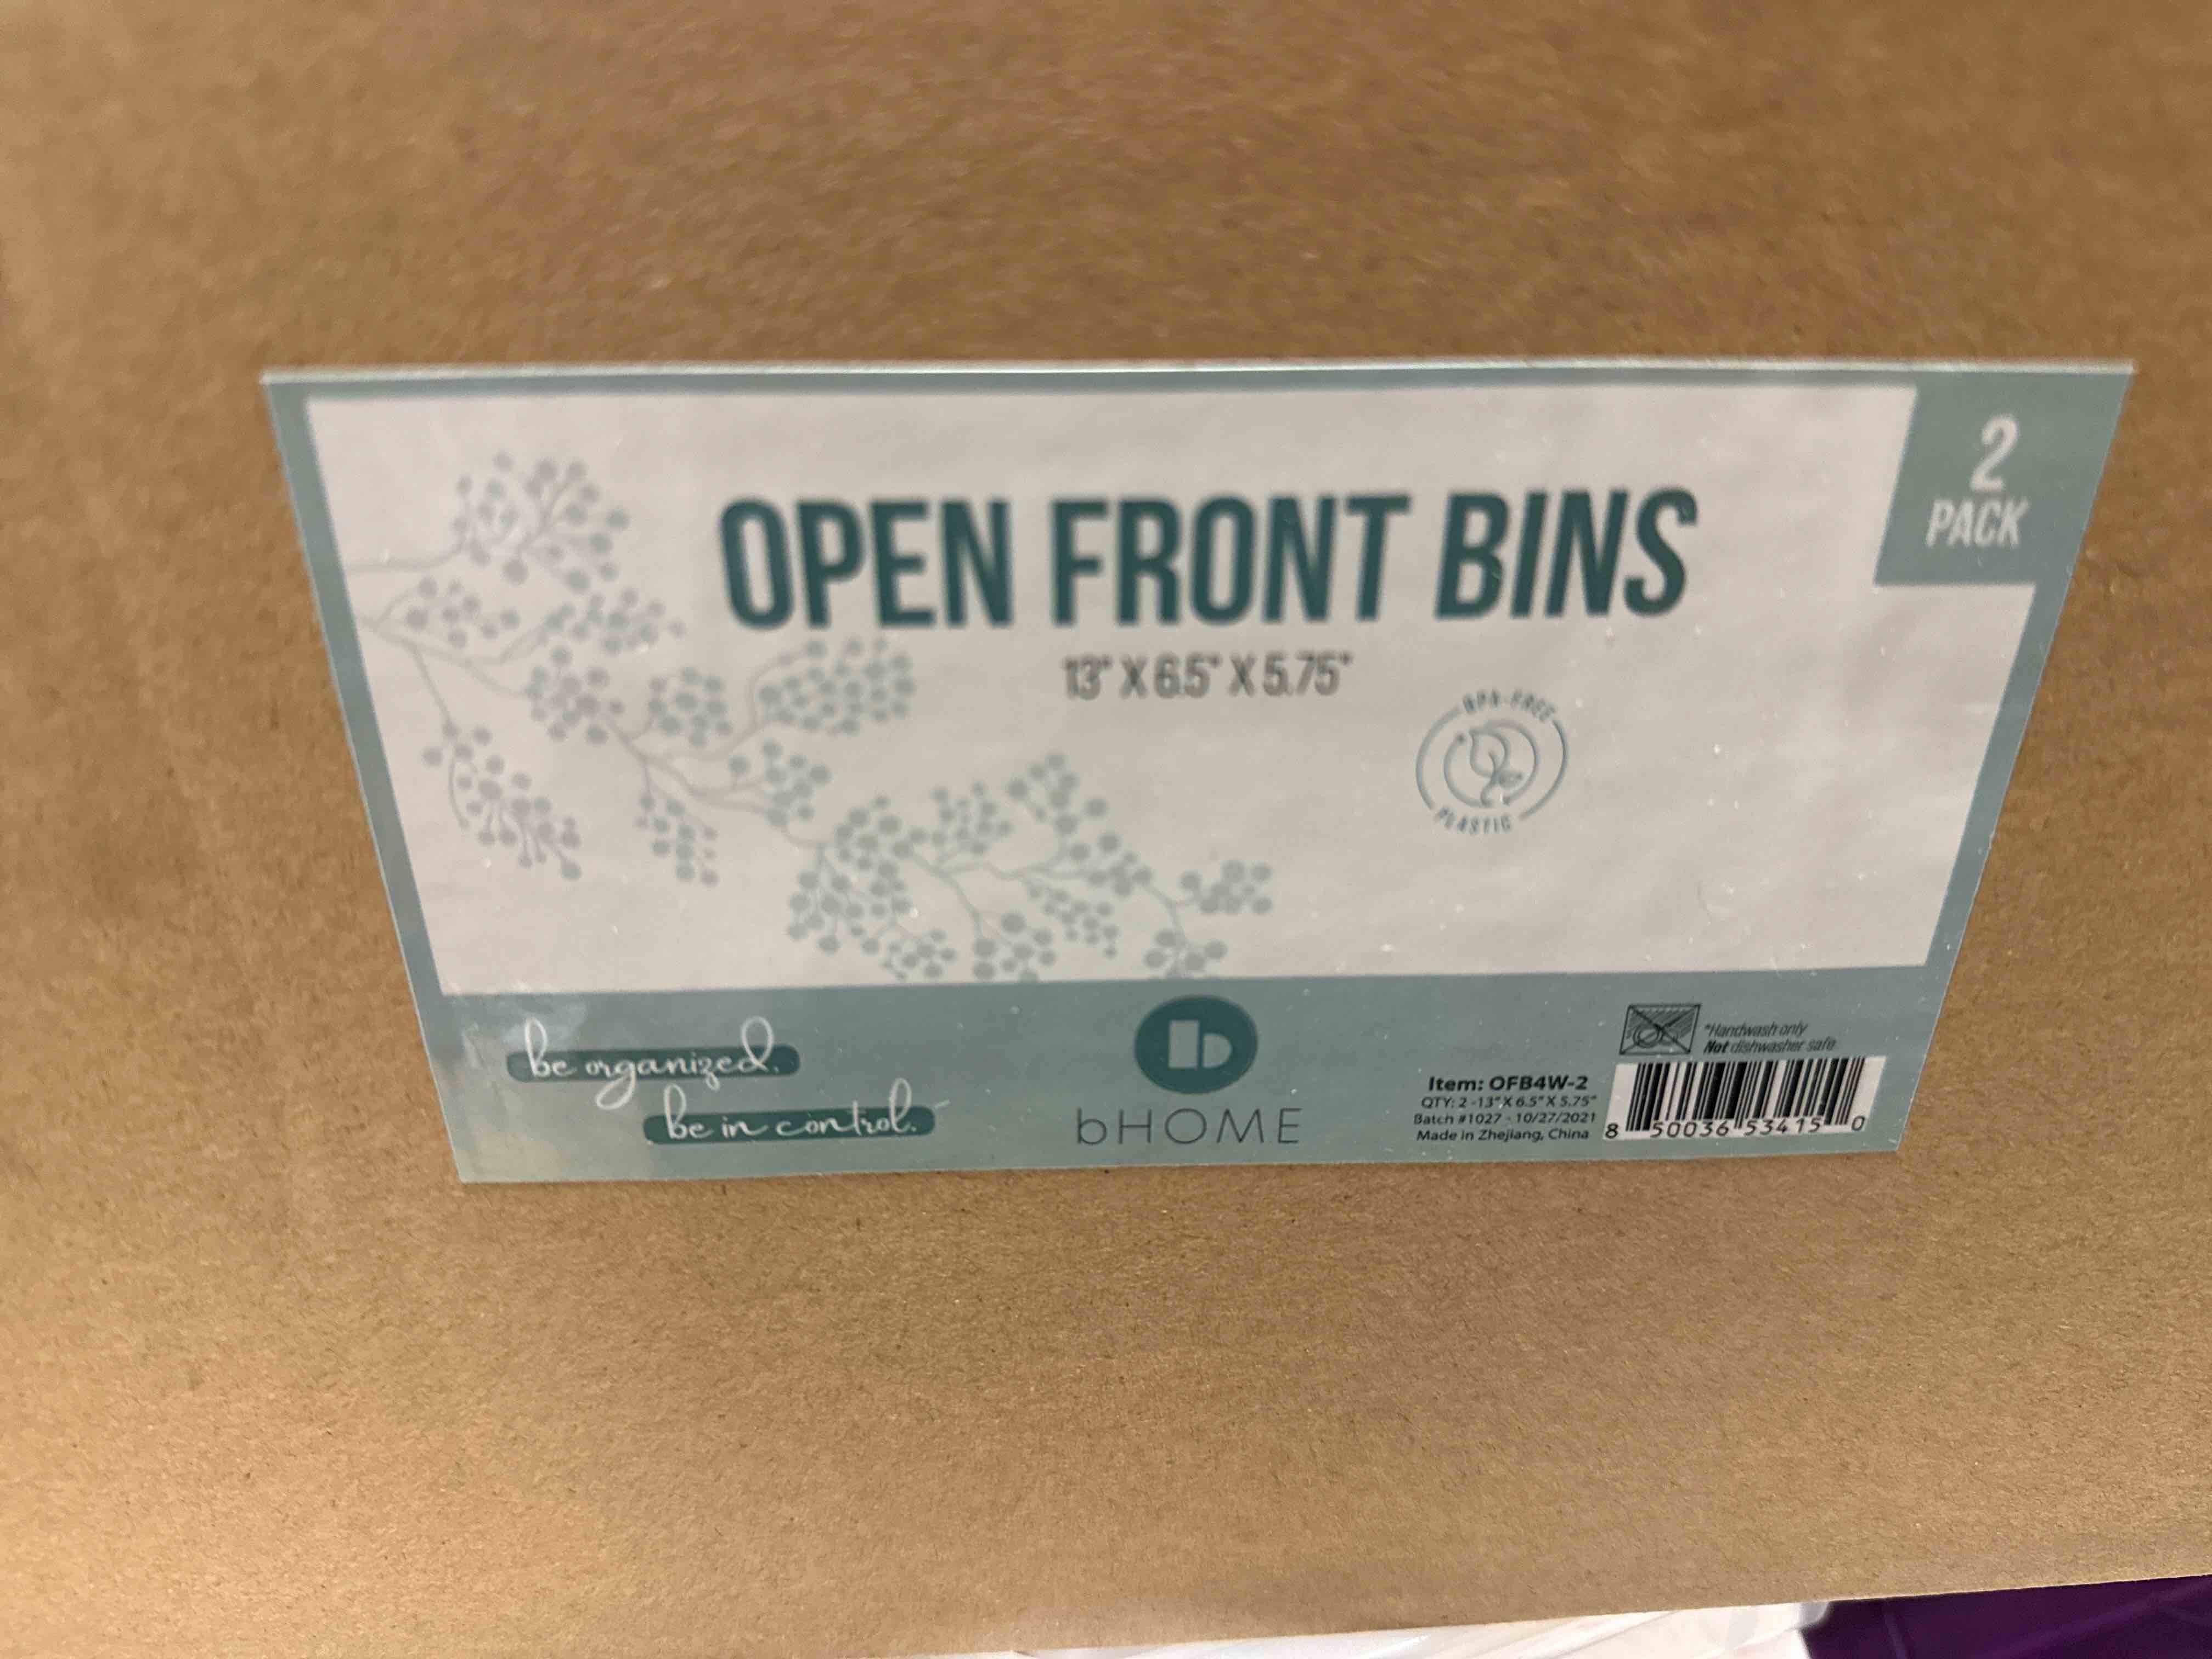 2
PACK
OPEN FRONT BINS
13" X 6.5" X 5.75"
BPA-FREE
PLASTIC
be organized.
be in control.
bHOME
*Handwash only
Not dishwasher safe
Item: OFB4W-2
QTY: 2 -13" X 6.5" X 5.75"
Batch #1027 - 10/27/2021
Made in Zhejiang, China
8 50036 53415 0